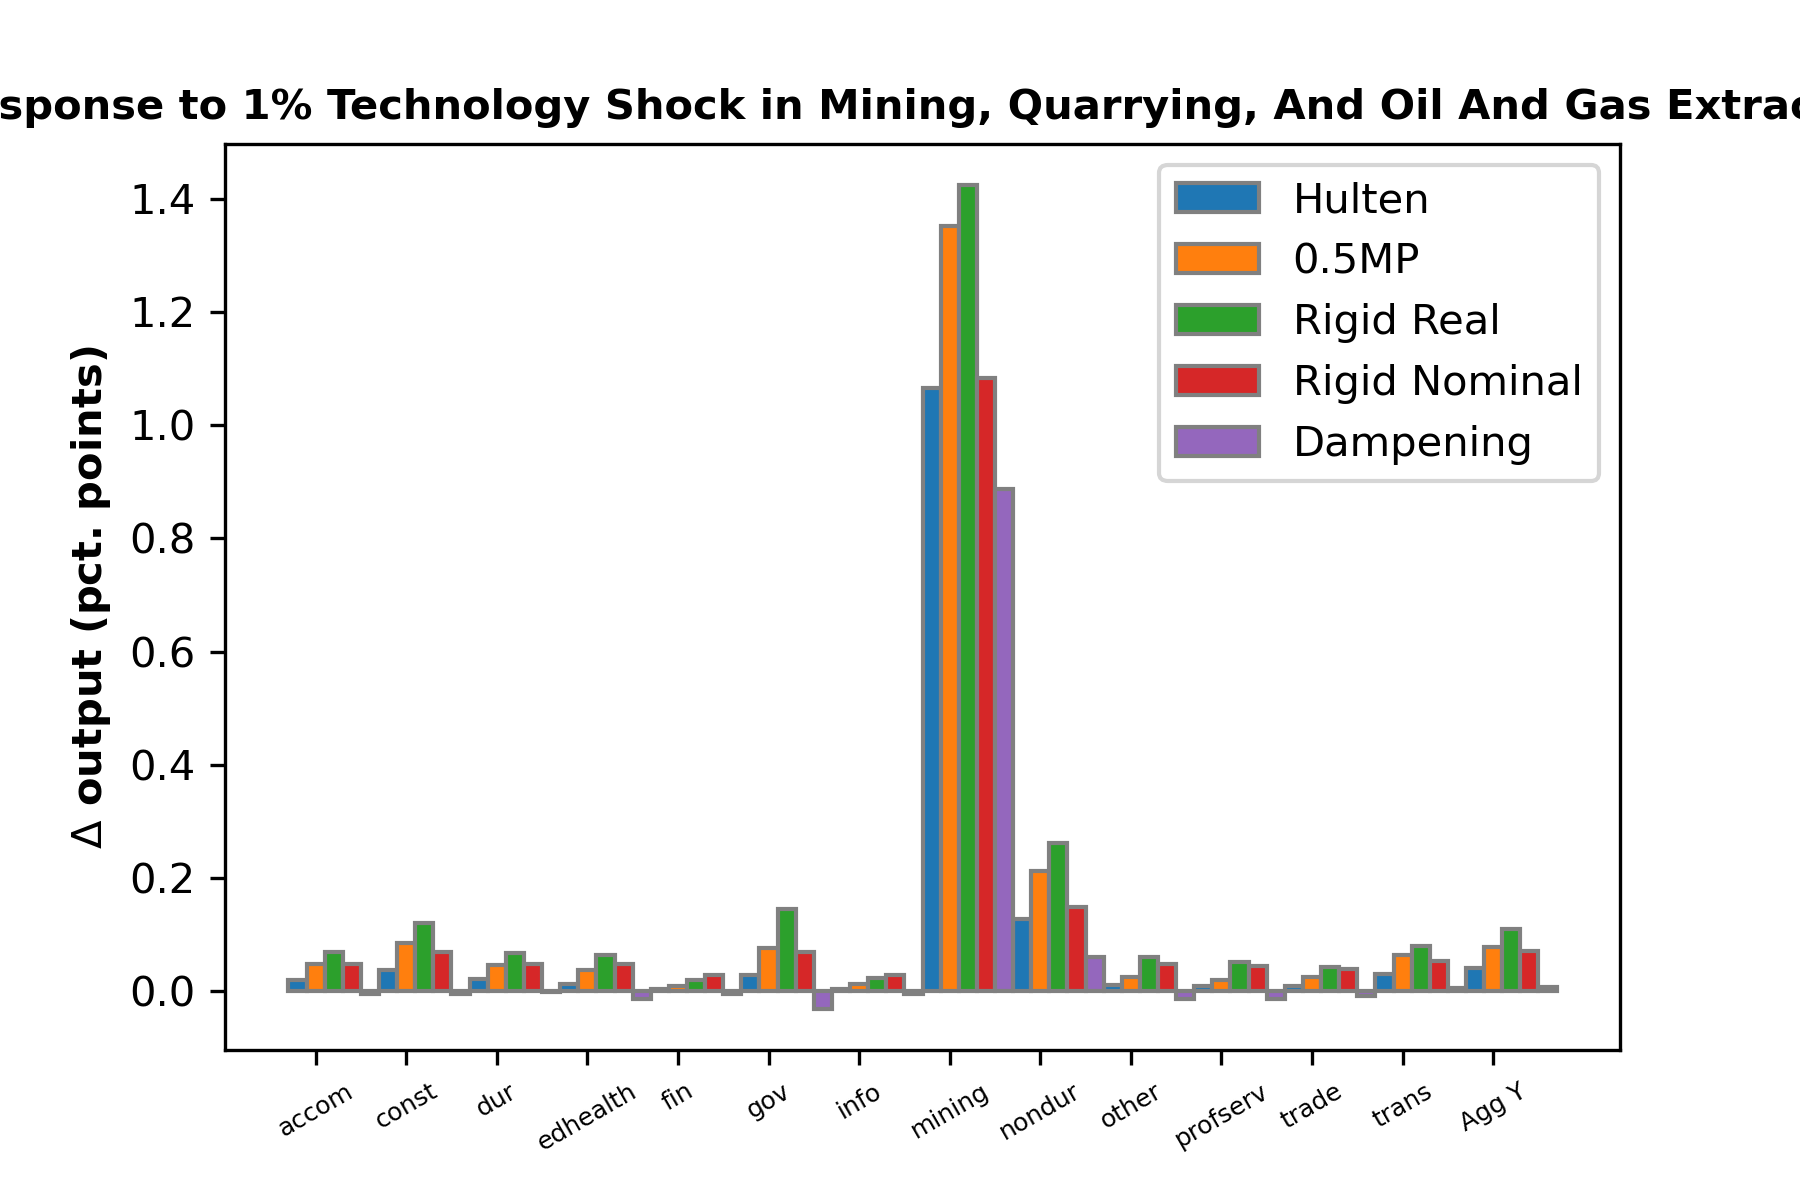 sponse to 1% Technology Shock in Mining, Quarrying, And Oil And Gas Extrac
Hulten
0.5MP
Rigid Real
Rigid Nominal
Dampening
Δ output (pct. points)
1.4
1.2
1.0
0.8
0.6
0.4
0.2
0.0
accom
const
dur
edhealth
fin
gov
info
mining
nondur
other
profserv
trade
trans
Agg Y